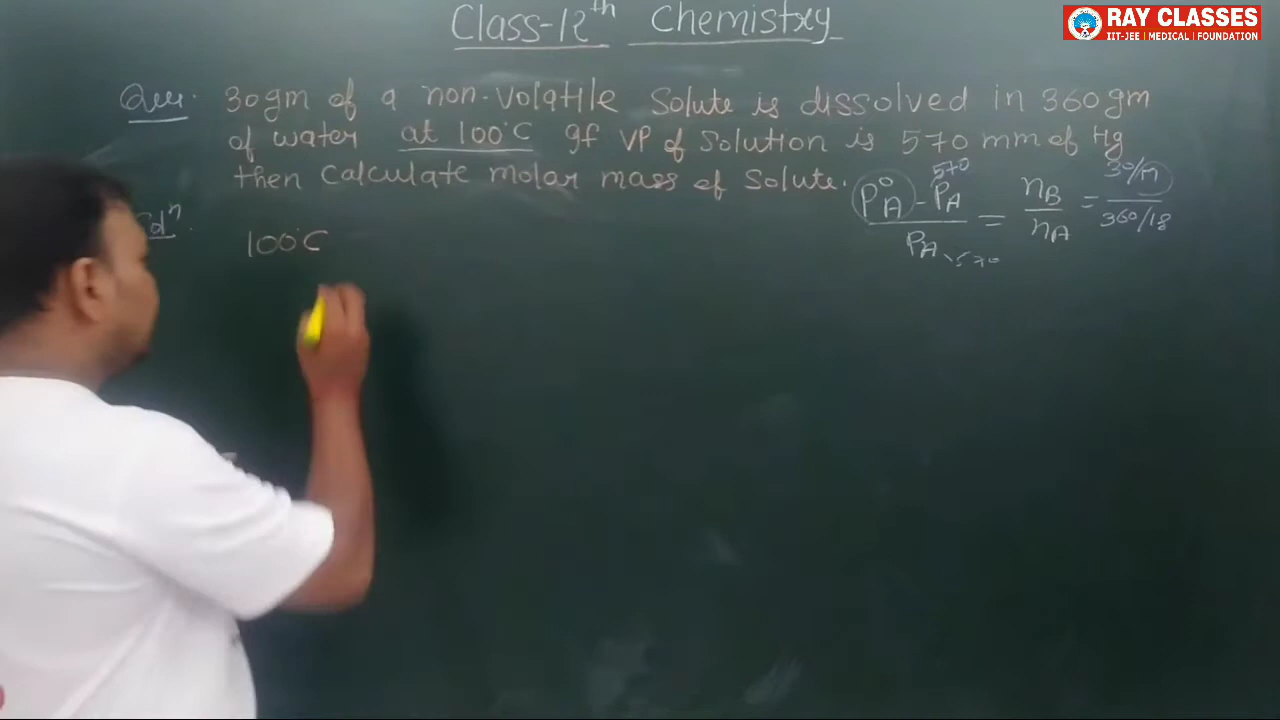 Class-12th Chemistry
RAY CLASSES
IIT-JEE | MEDICAL | FOUNDATION
Que. 30gm of a non-volatile Solute is dissolved in 360gm
of water at 100°C gf VP of Solution is 570 mm of Hg
then Calculate molar mass of Solute.
Sol^n
100°C
P°A - PA 570 / PA 570 = nB / nA = 30/M / 360/18